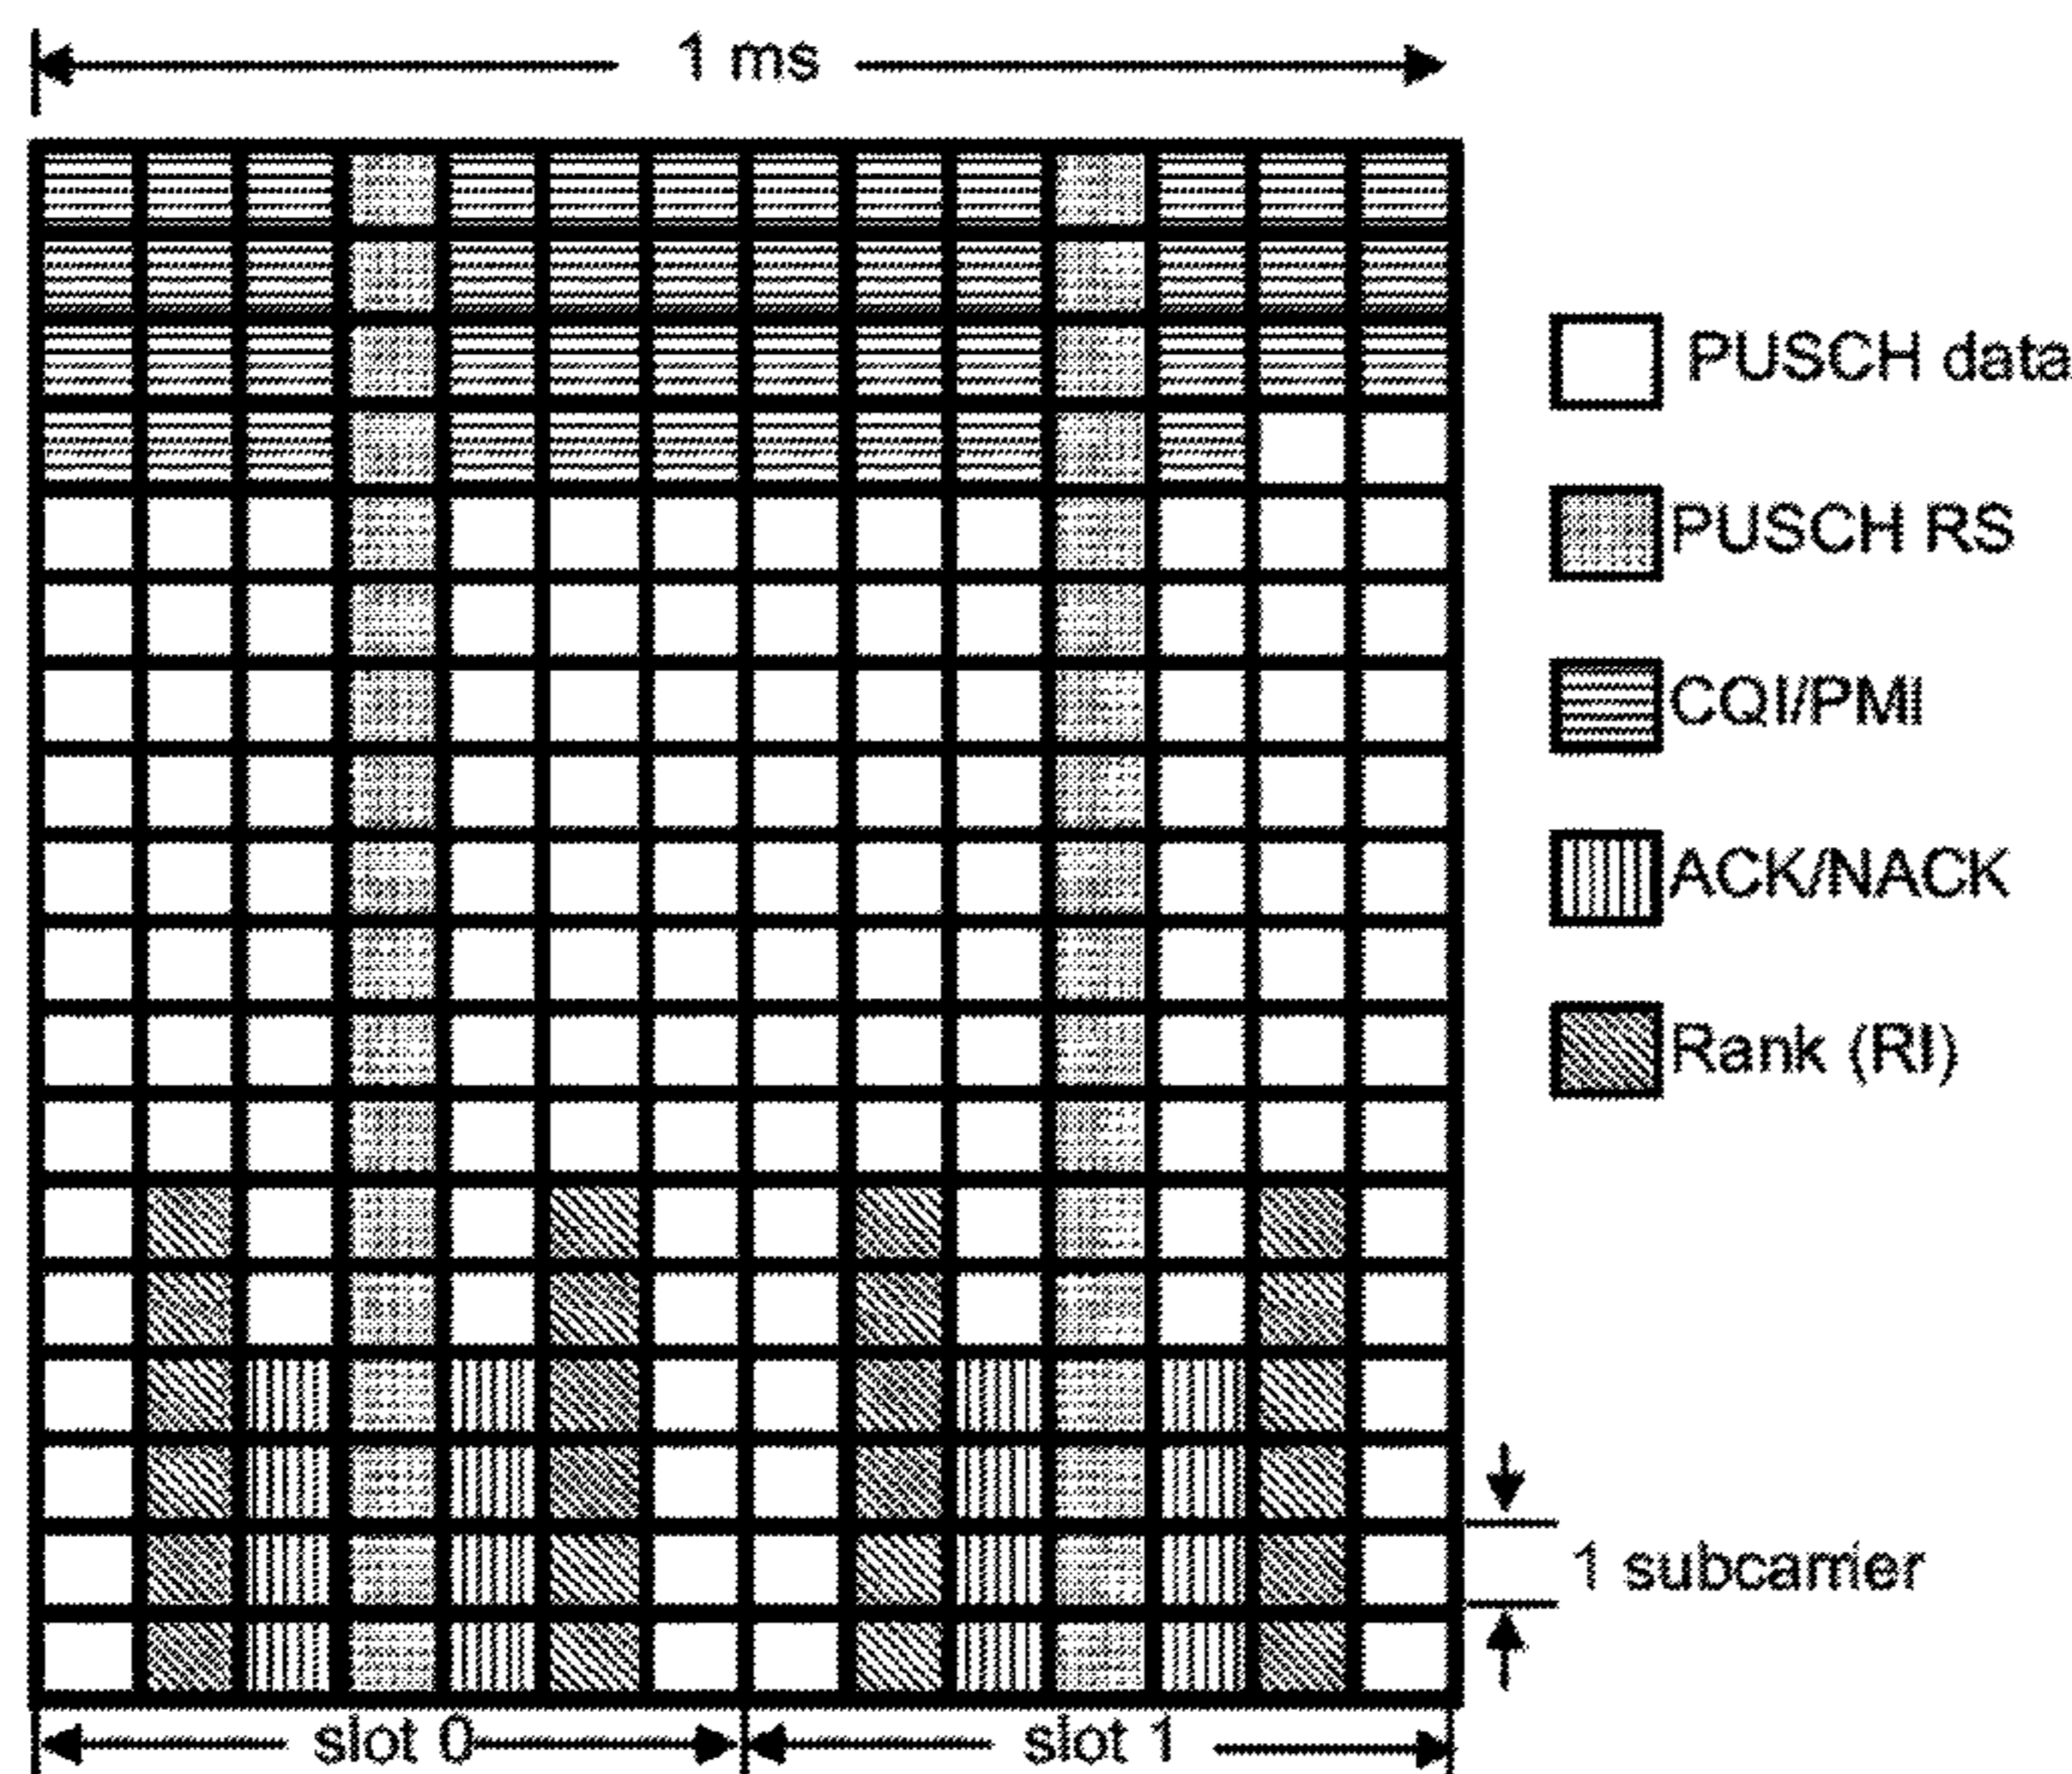 1 ms
PUSCH data
PUSCH RS
CQI/PMI
ACK/NACK
Rank (RI)
1 subcarrier
slot 0
slot 1